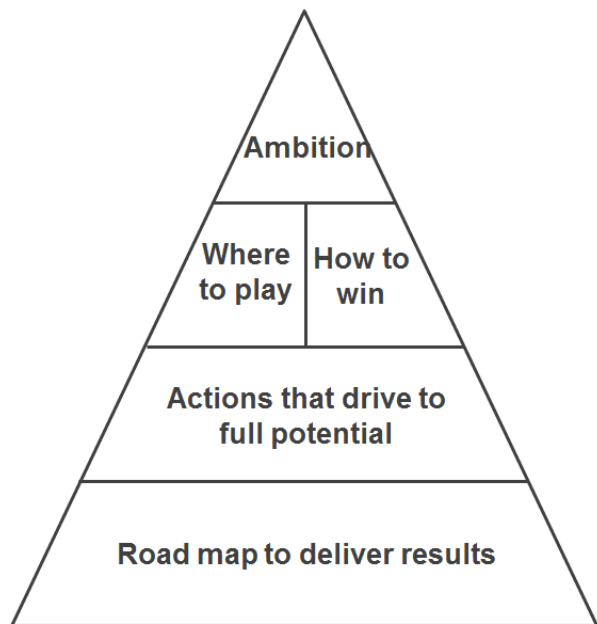 Ambition
Where
to play
How to
win
Actions that drive to
full potential
Road map to deliver results